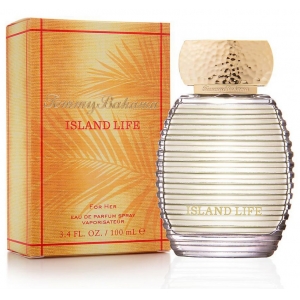 Tommy Bahama
ISLAND LIFE
FOR HER
EAU DE PARFUM SPRAY
VAPORISATEUR
3.4 FL. OZ. / 100 mL e
ISLAND LIFE